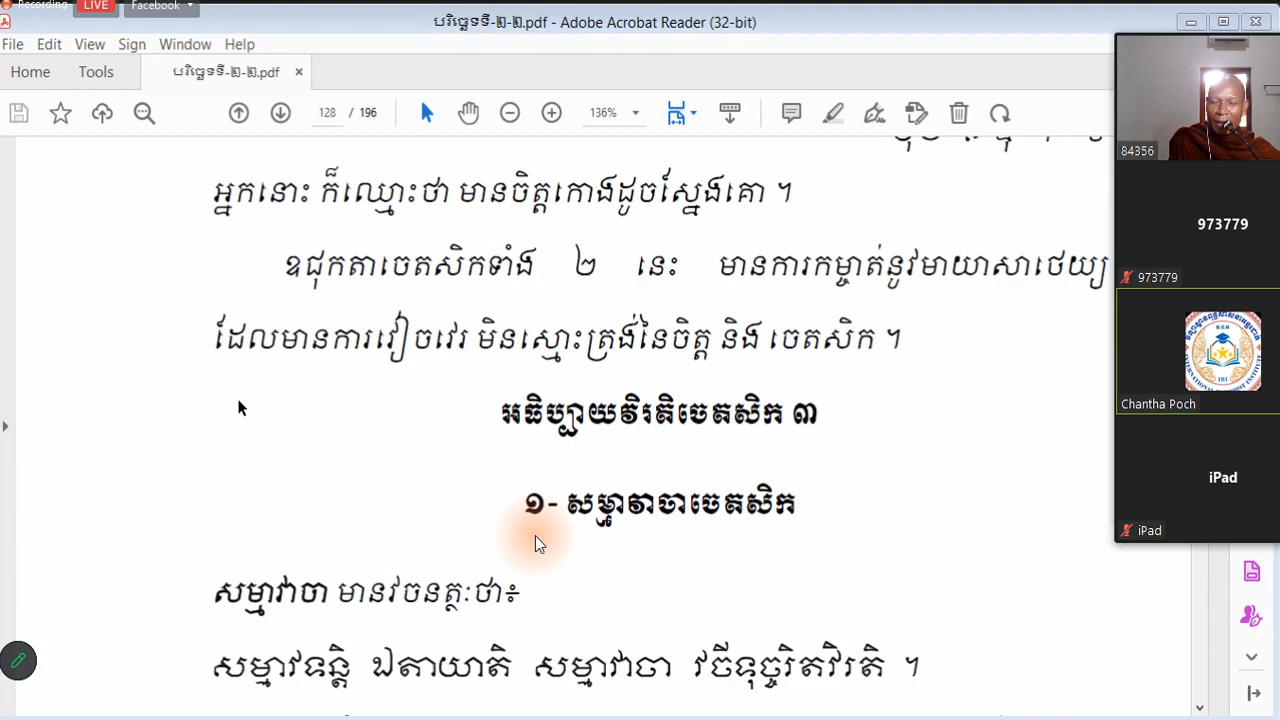 Recording LIVE Facebook
បរិច្ឆេទទី-២-២.pdf - Adobe Acrobat Reader (32-bit)
File Edit View Sign Window Help
Home Tools បរិច្ឆេទទី-២-២.pdf ×
128 / 196 136%
84356
អ្នកនោះ ក៏ឈ្មោះថា មានចិត្តកោងដូចស្នែងគោ ។
973779
ឧជុកតាចេតសិកទាំង ២ នេះ មានការកម្ចាត់នូវមាយាសាថេយ្យ
973779
ដែលមានការវៀចវេរ មិនស្មោះត្រង់នៃចិត្ត និង ចេតសិក ។
Chantha Poch
អធិប្បាយវិរតិចេតសិក ៣
iPad
១- សម្មាវាចាចេតសិក
iPad
សម្មាវាចា មានវចនត្ថៈថា៖
សម្មាវទន្តិ ឯតាយាតិ សម្មាវាចា វចីទុច្ចរិតវិរតិ ។